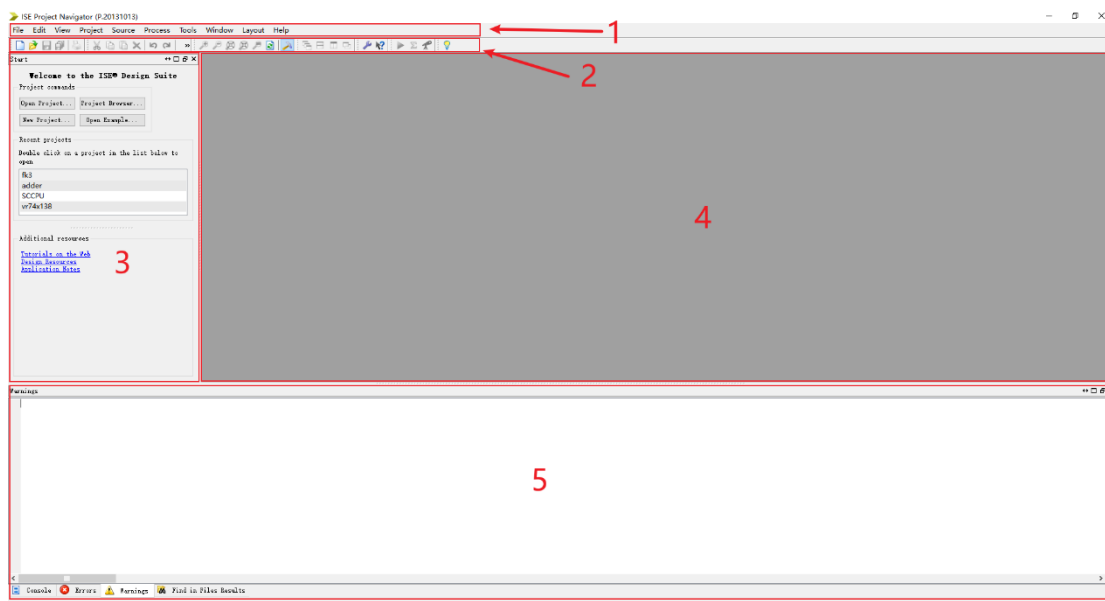 ISE Project Navigator (P.20131013)
File Edit View Project Source Process Tools Window Layout Help
1
2
Start
Welcome to the ISE® Design Suite
Project commands
Open Project... Project Browser...
New Project... Open Example...
Recent projects
Double click on a project in the list below to
open
fk3
adder
SCCPU
vr74x138
Additional resources
Tutorials on the Web
Design Resources
Application Notes
3
4
Warnings
5
Console Errors Warnings Find in Files Results